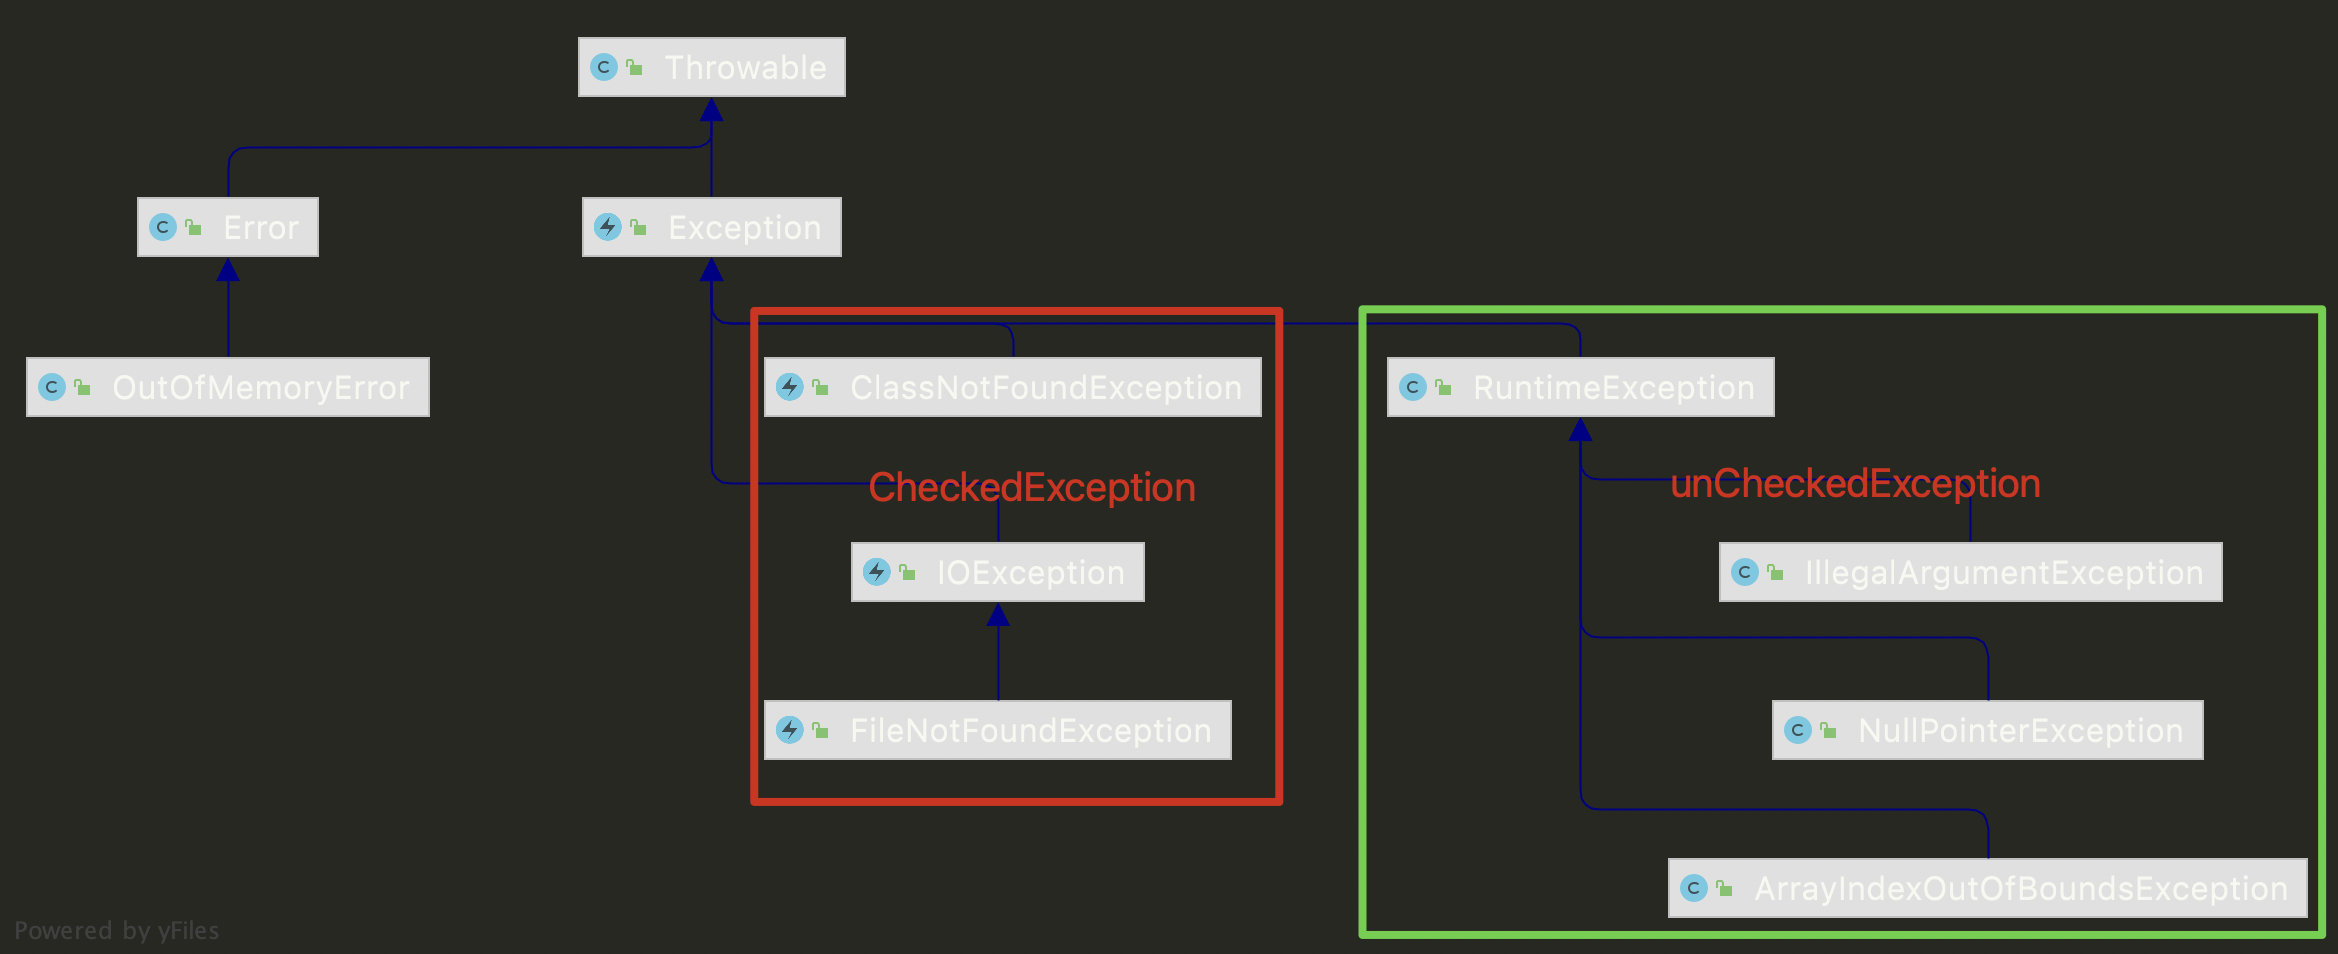 Throwable
Error
Exception
OutOfMemoryError
ClassNotFoundException
RuntimeException
CheckedException
unCheckedException
IOException
IllegalArgumentException
FileNotFoundException
NullPointerException
ArrayIndexOutOfBoundsException
Powered by yFiles